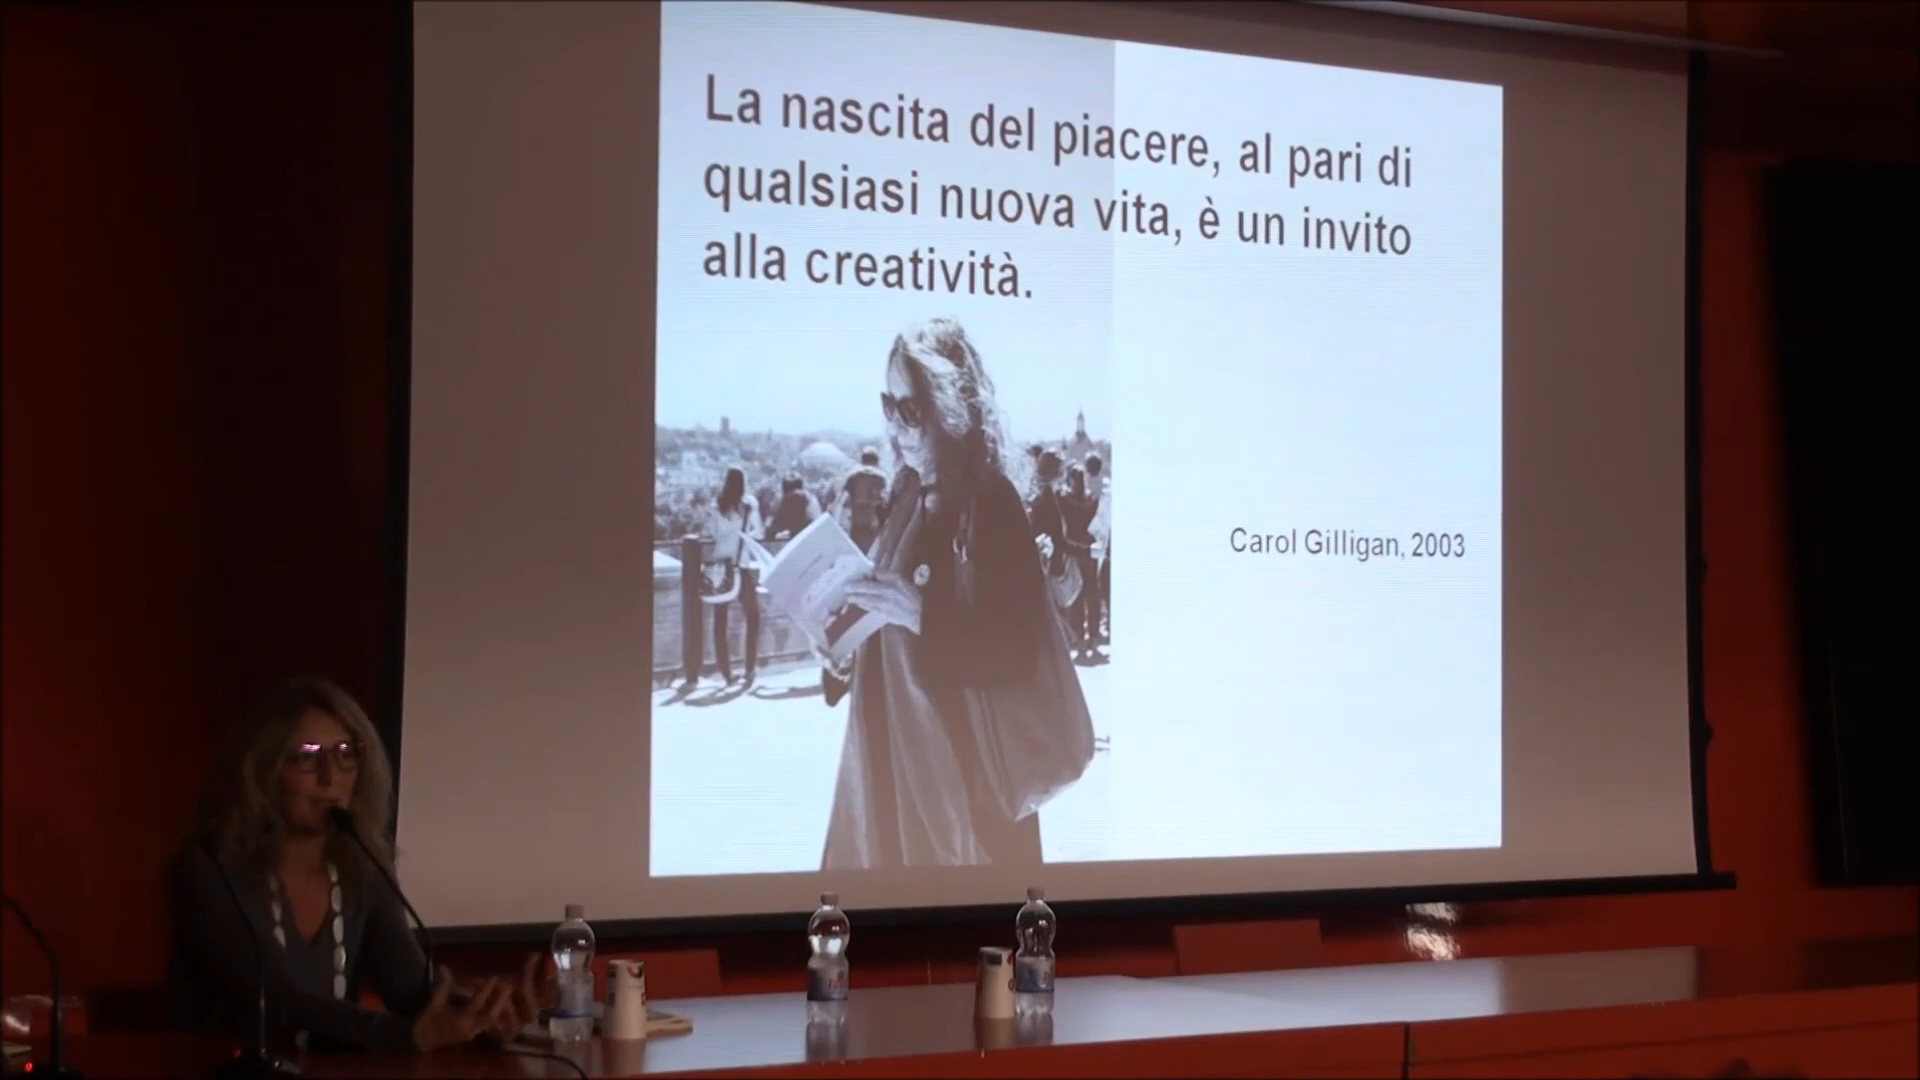 La nascita del piacere, al pari di
qualsiasi nuova vita, è un invito
alla creatività.
Carol Gilligan, 2003